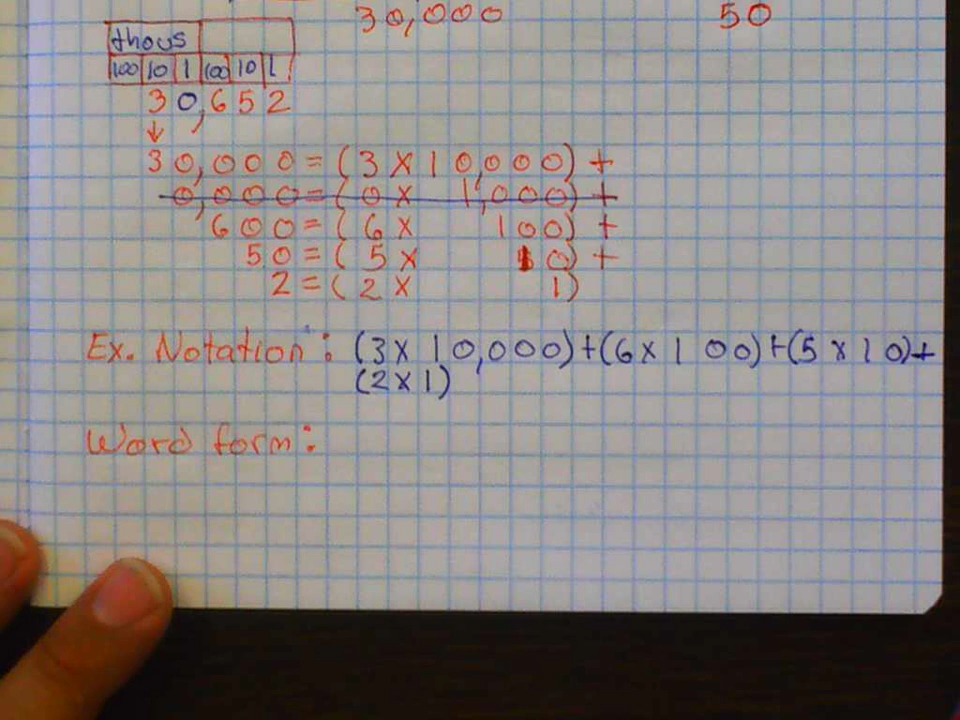 30,000 50
thous
100 10 1 100 10 1
30,652
30,000 = (3 x 10,000) +
0,000 = (0 x 1,000) +
600 = (6 x 100) +
50 = (5 x 10) +
2 = (2 x 1)
Ex. Notation: (3 x 10,000) + (6 x 100) + (5 x 10) +
(2 x 1)
Word form: